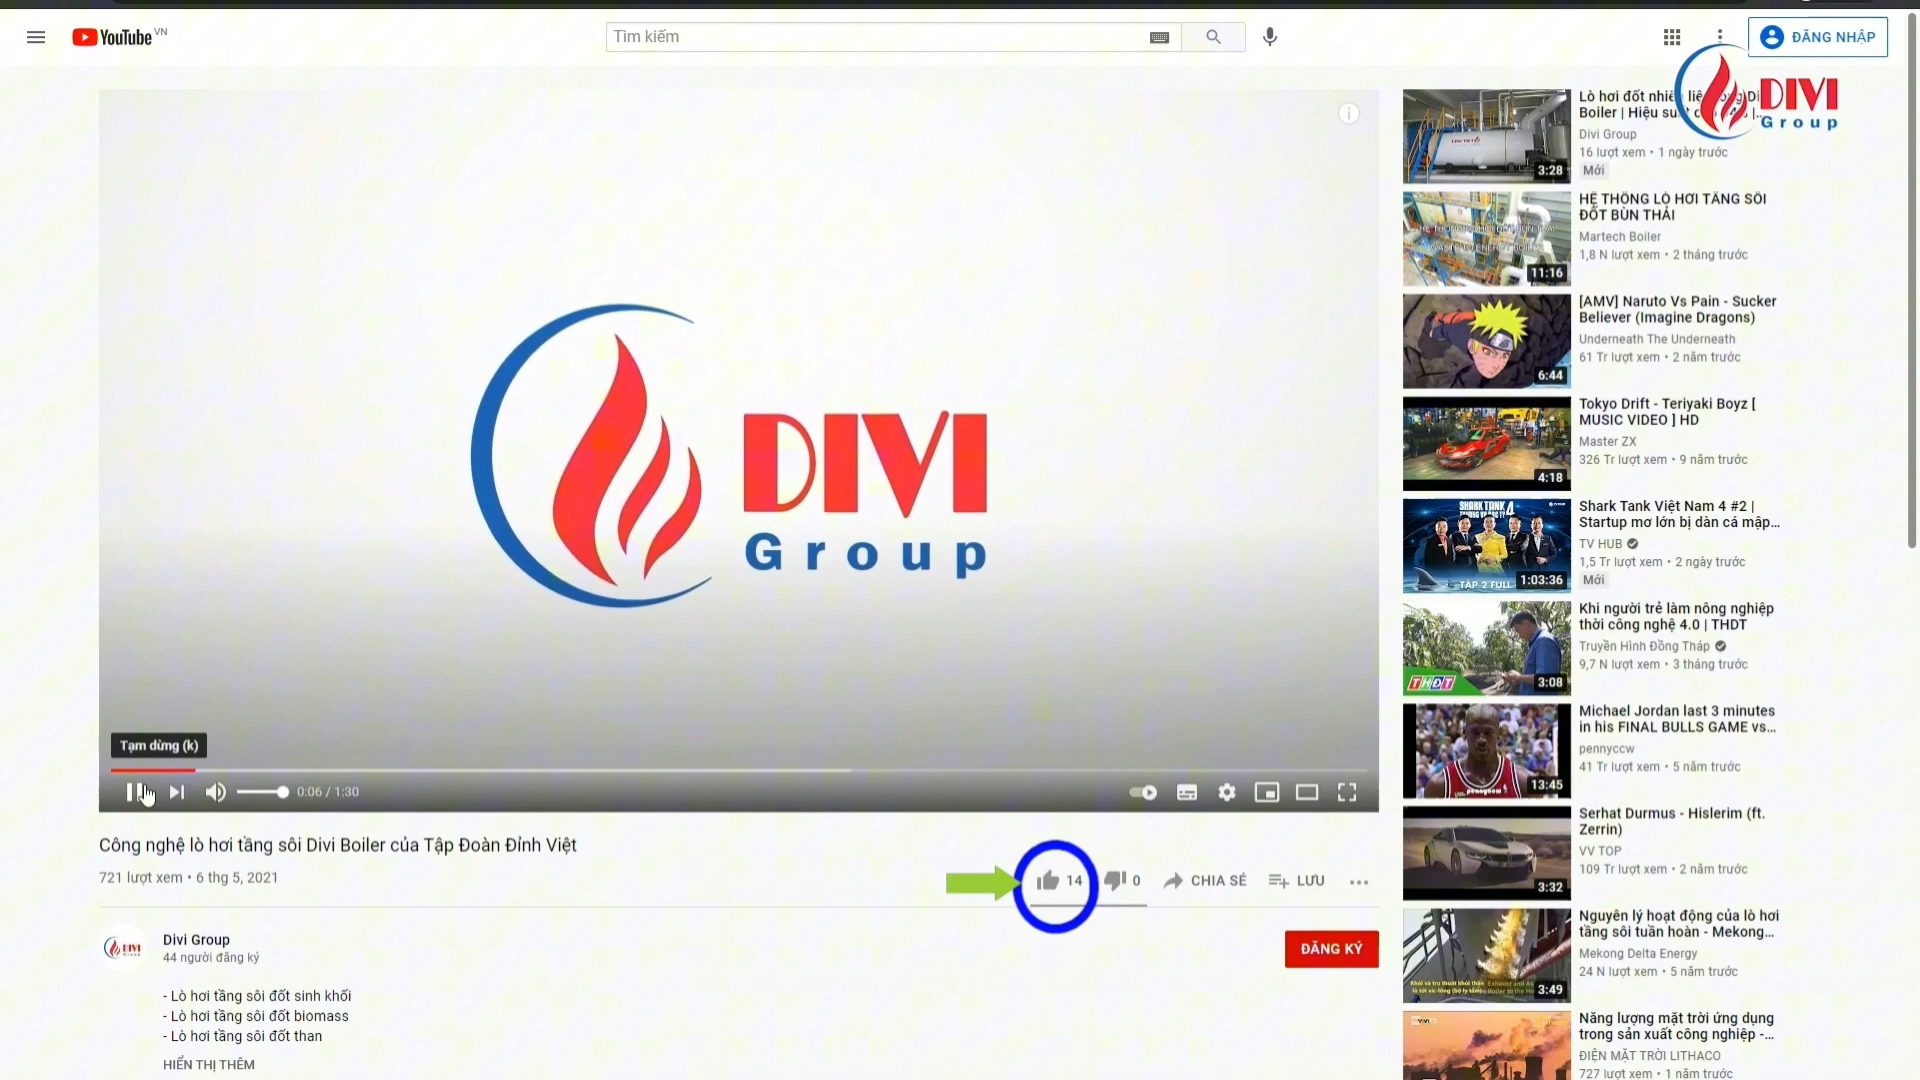 YouTube VN
Tìm kiếm
ĐĂNG NHẬP
DIVI
Group
DIVI
Group
Tạm dừng (k)
0:06 / 1:30
Công nghệ lò hơi tầng sôi Divi Boiler của Tập Đoàn Đỉnh Việt
721 lượt xem • 6 thg 5, 2021
14
0
CHIA SẺ
LƯU
Divi Group
44 người đăng ký
ĐĂNG KÝ
- Lò hơi tầng sôi đốt sinh khối
- Lò hơi tầng sôi đốt biomass
- Lò hơi tầng sôi đốt than
HIỂN THỊ THÊM
3:28
Lò hơi đốt
Boiler | Hiệu
Divi Group
16 lượt xem • 1 ngày trước
Mới
11:16
HỆ THỐNG LÒ HƠI TẦNG SÔI
ĐỐT BÙN THẢI
Martech Boiler
1,8 N lượt xem • 2 tháng trước
6:44
[AMV] Naruto Vs Pain - Sucker
Believer (Imagine Dragons)
Underneath The Underneath
61 Tr lượt xem • 2 năm trước
4:18
Tokyo Drift - Teriyaki Boyz [
MUSIC VIDEO ] HD
Master ZX
326 Tr lượt xem • 9 năm trước
SHARK TANK
TẬP 2 FULL
1:03:36
Shark Tank Việt Nam 4 #2 |
Startup mơ lớn bị dàn cá mập...
TV HUB
1,5 Tr lượt xem • 2 ngày trước
Mới
THĐT
3:08
Khi người trẻ làm nông nghiệp
thời công nghệ 4.0 | THDT
Truyền Hình Đồng Tháp
9,7 N lượt xem • 3 tháng trước
13:45
Michael Jordan last 3 minutes
in his FINAL BULLS GAME vs...
pennyccw
41 Tr lượt xem • 5 năm trước
3:32
Serhat Durmus - Hislerim (ft.
Zerrin)
VV TOP
109 Tr lượt xem • 2 năm trước
3:49
Nguyên lý hoạt động của lò hơi
tầng sôi tuần hoàn - Mekong...
Mekong Delta Energy
24 N lượt xem • 5 năm trước
Năng lượng mặt trời ứng dụng
trong sản xuất công nghiệp -...
ĐIỆN MẶT TRỜI LITHACO
727 lượt xem • 1 năm trước